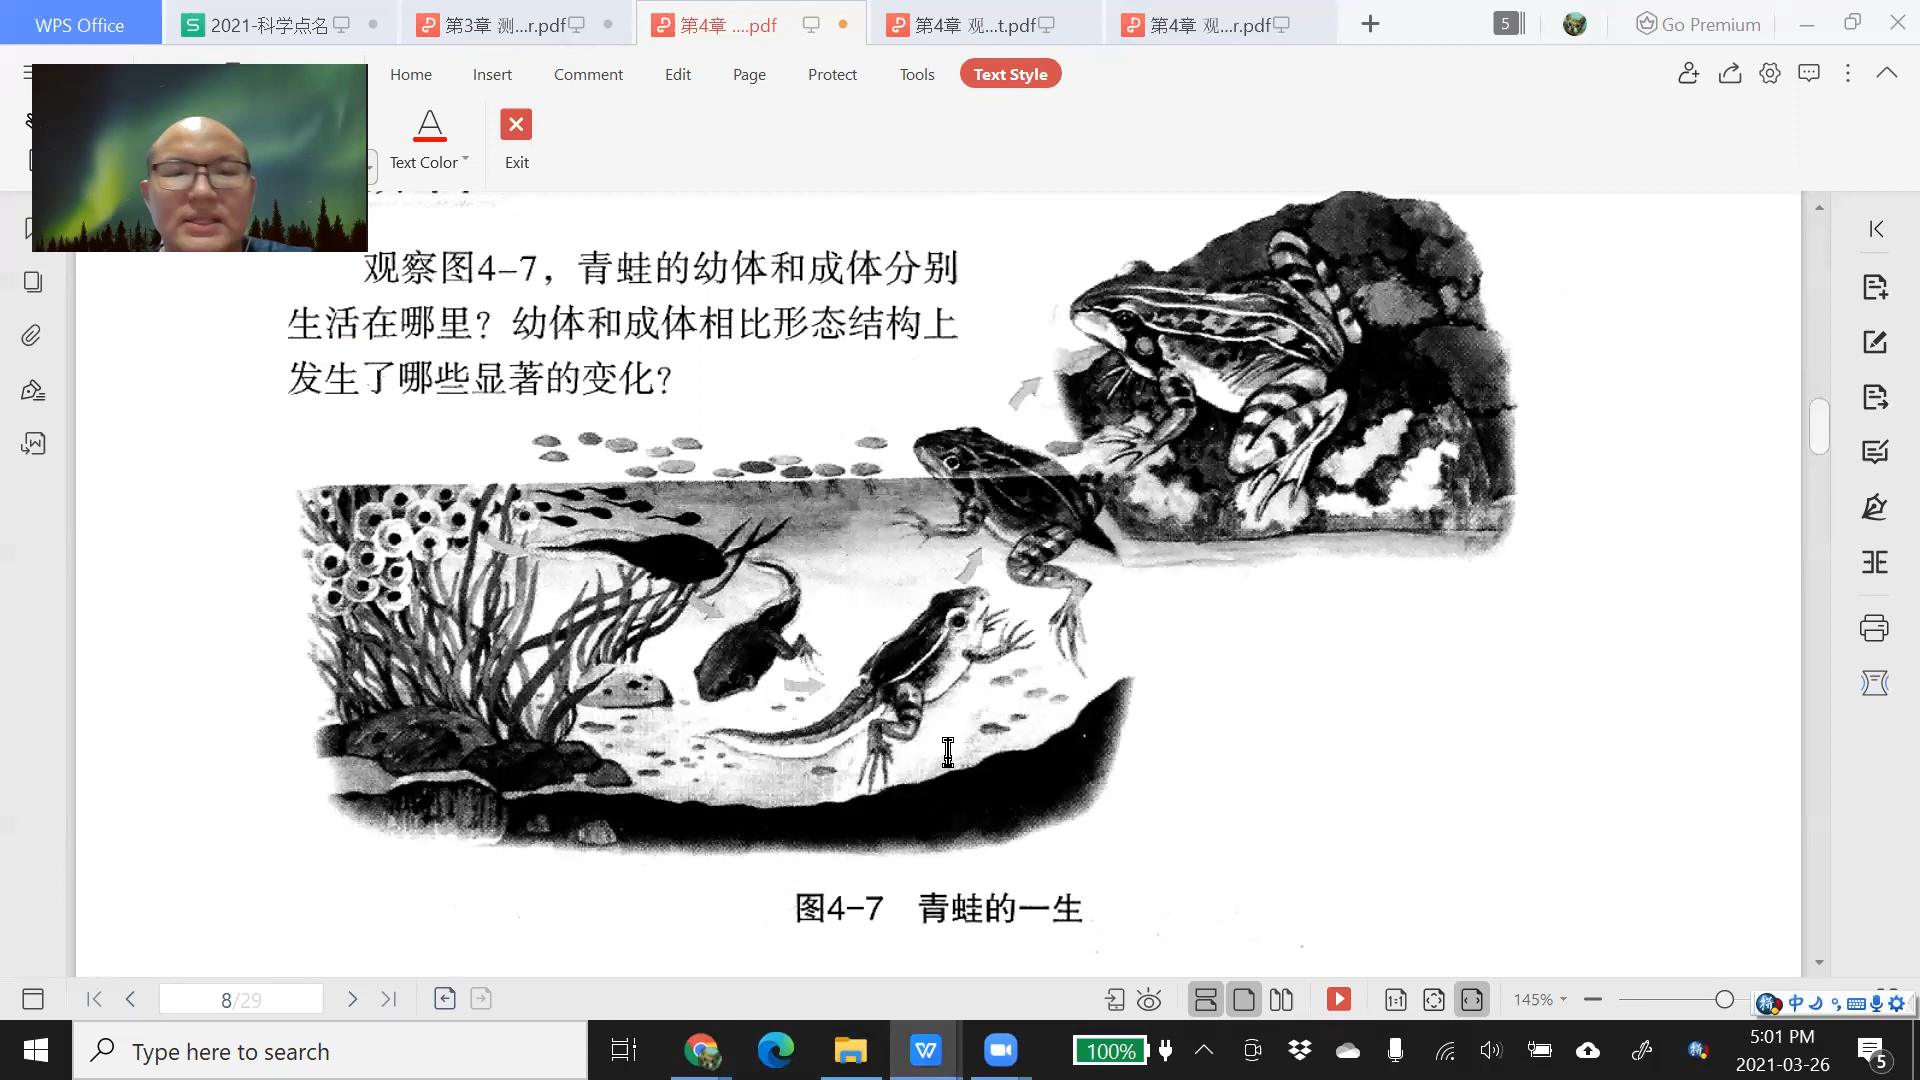 WPS Office
2021-科学点名
第3章 测...r.pdf
第4章 ....pdf
第4章 观...t.pdf
第4章 观...r.pdf
5
Go Premium
Home
Insert
Comment
Edit
Page
Protect
Tools
Text Style
Text Color
Exit
观察图4-7，青蛙的幼体和成体分别
生活在哪里？幼体和成体相比形态结构上
发生了哪些显著的变化？
图4-7 青蛙的一生
8/29
145%
中
Type here to search
100%
5:01 PM
2021-03-26
5